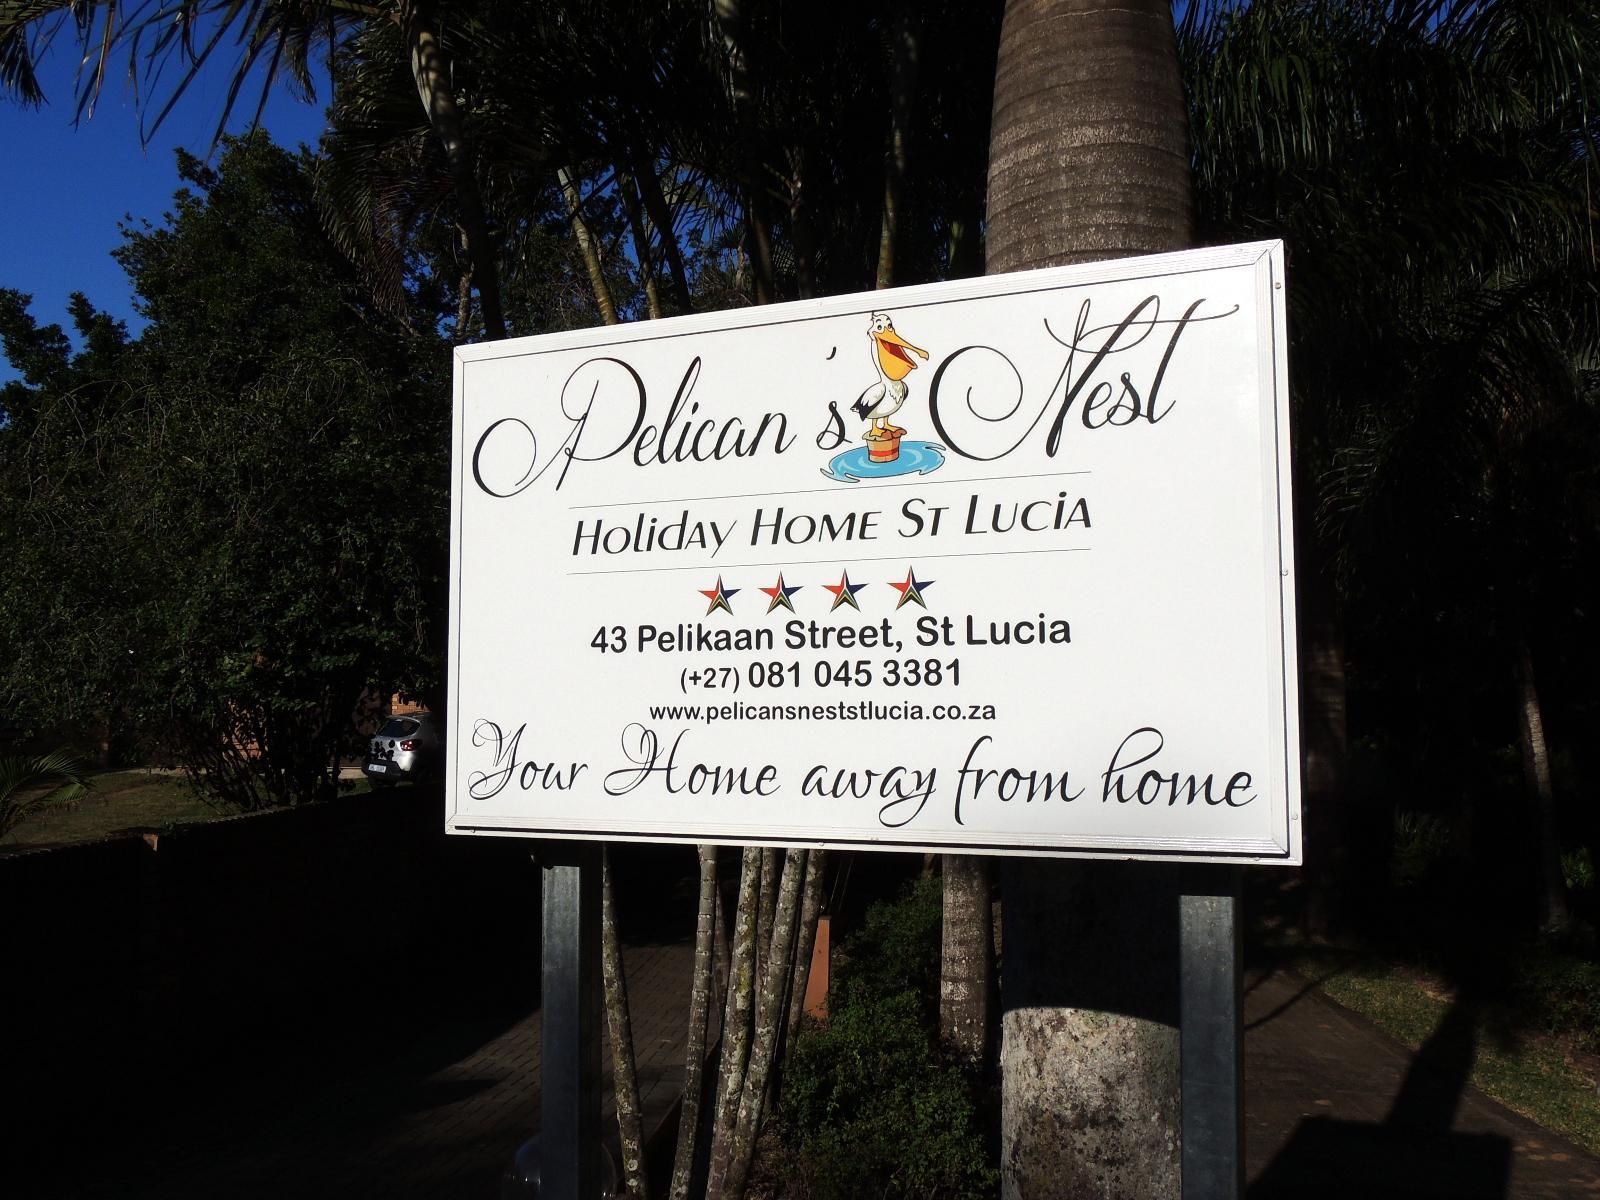 Pelican's Nest
Holiday Home St Lucia
43 Pelikaan Street, St Lucia
(+27) 081 045 3381
www.pelicansneststlucia.co.za
Your Home away from home